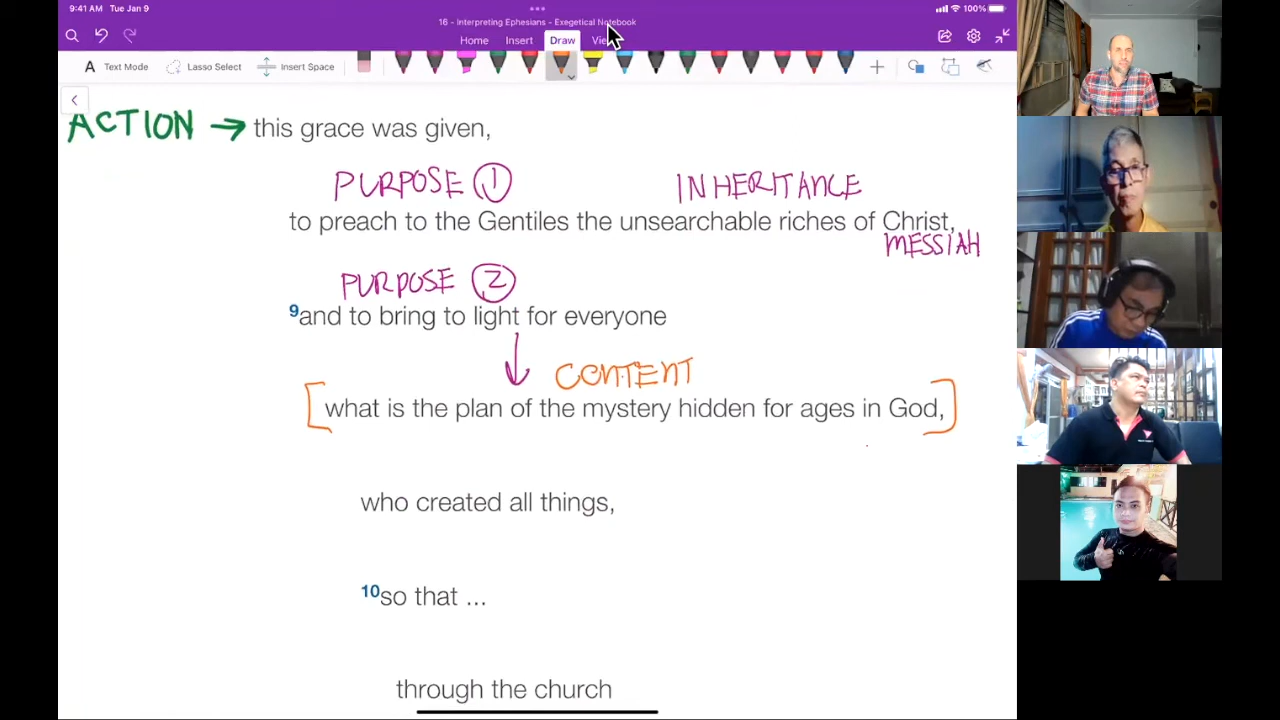 9:41 AM Tue Jan 9
100%
16 - Interpreting Ephesians - Exegetical Notebook
Home Insert Draw
Text Mode Lasso Select Insert Space
ACTION → this grace was given,
PURPOSE 1 INHERITANCE
to preach to the Gentiles the unsearchable riches of Christ,
MESSIAH
PURPOSE 2
9and to bring to light for everyone
CONTENT
[what is the plan of the mystery hidden for ages in God,]
who created all things,
10so that ...
through the church